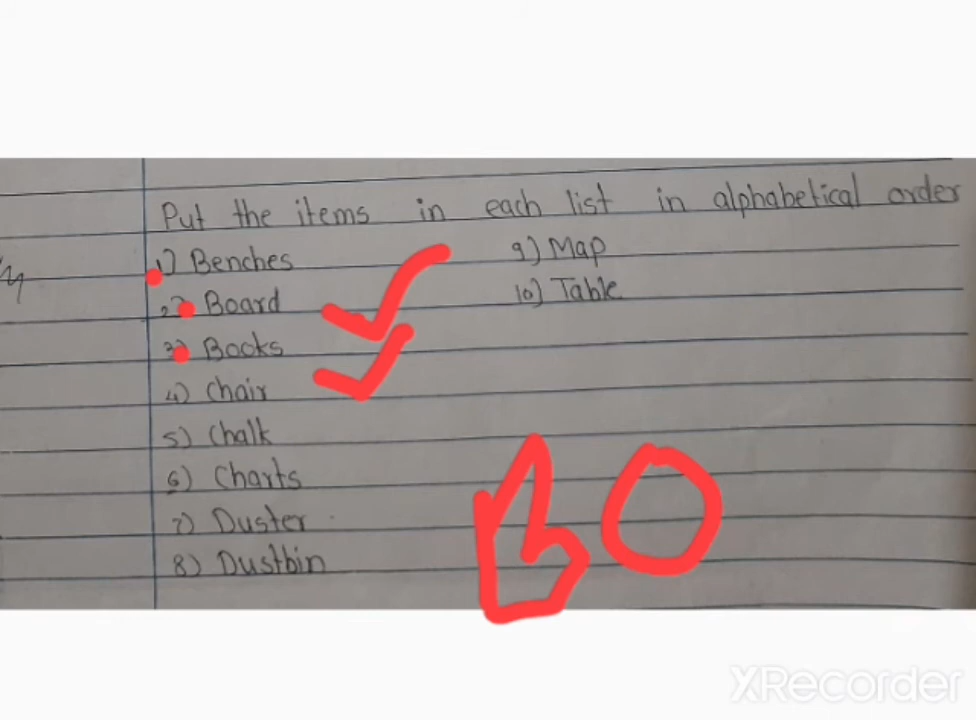 Put the items in each list in alphabetical order
1) Benches
2) Board
3) Books
4) Chair
5) Chalk
6) Charts
7) Duster
8) Dustbin
9) Map
10) Table
BO
XRecorder